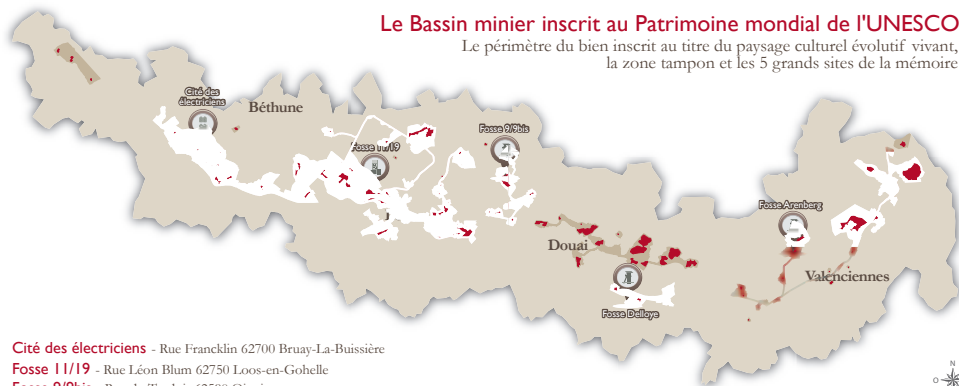 Le Bassin minier inscrit au Patrimoine mondial de l'UNESCO
Le périmètre du bien inscrit au titre du paysage culturel évolutif vivant,
la zone tampon et les 5 grands sites de la mémoire
Cité des
électriciens
Béthune
Fosse 11/19
Fosse 9/9bis
Douai
Fosse Delloye
Fosse Arenberg
Valenciennes
Cité des électriciens - Rue Francklin 62700 Bruay-La-Buissière
Fosse 11/19 - Rue Léon Blum 62750 Loos-en-Gohelle
Fosse 9/9bis
N
O